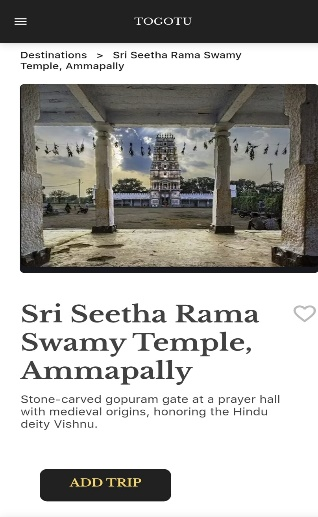 TOGOTU
Destinations > Sri Seetha Rama Swamy
Temple, Ammapally
Sri Seetha Rama
Swamy Temple,
Ammapally
Stone-carved gopuram gate at a prayer hall
with medieval origins, honoring the Hindu
deity Vishnu.
ADD TRIP